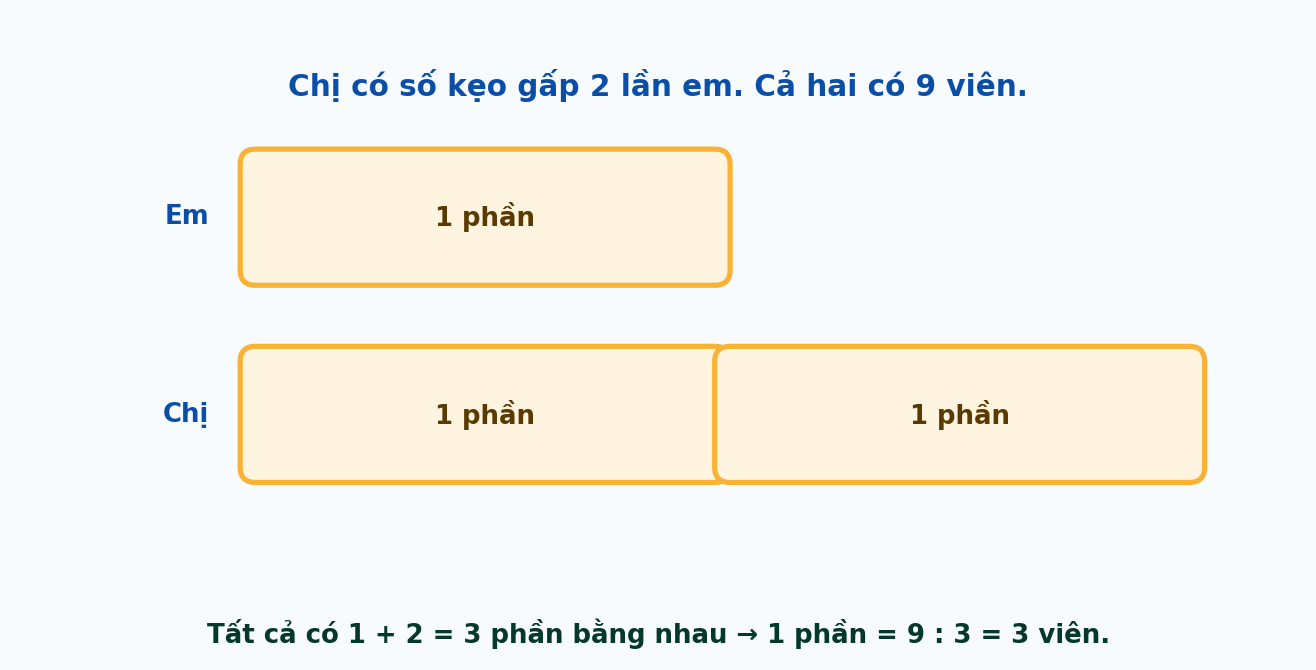 Chị có số kẹo gấp 2 lần em. Cả hai có 9 viên.
Em
1 phần
Chị
1 phần
1 phần
Tất cả có 1 + 2 = 3 phần bằng nhau → 1 phần = 9 : 3 = 3 viên.